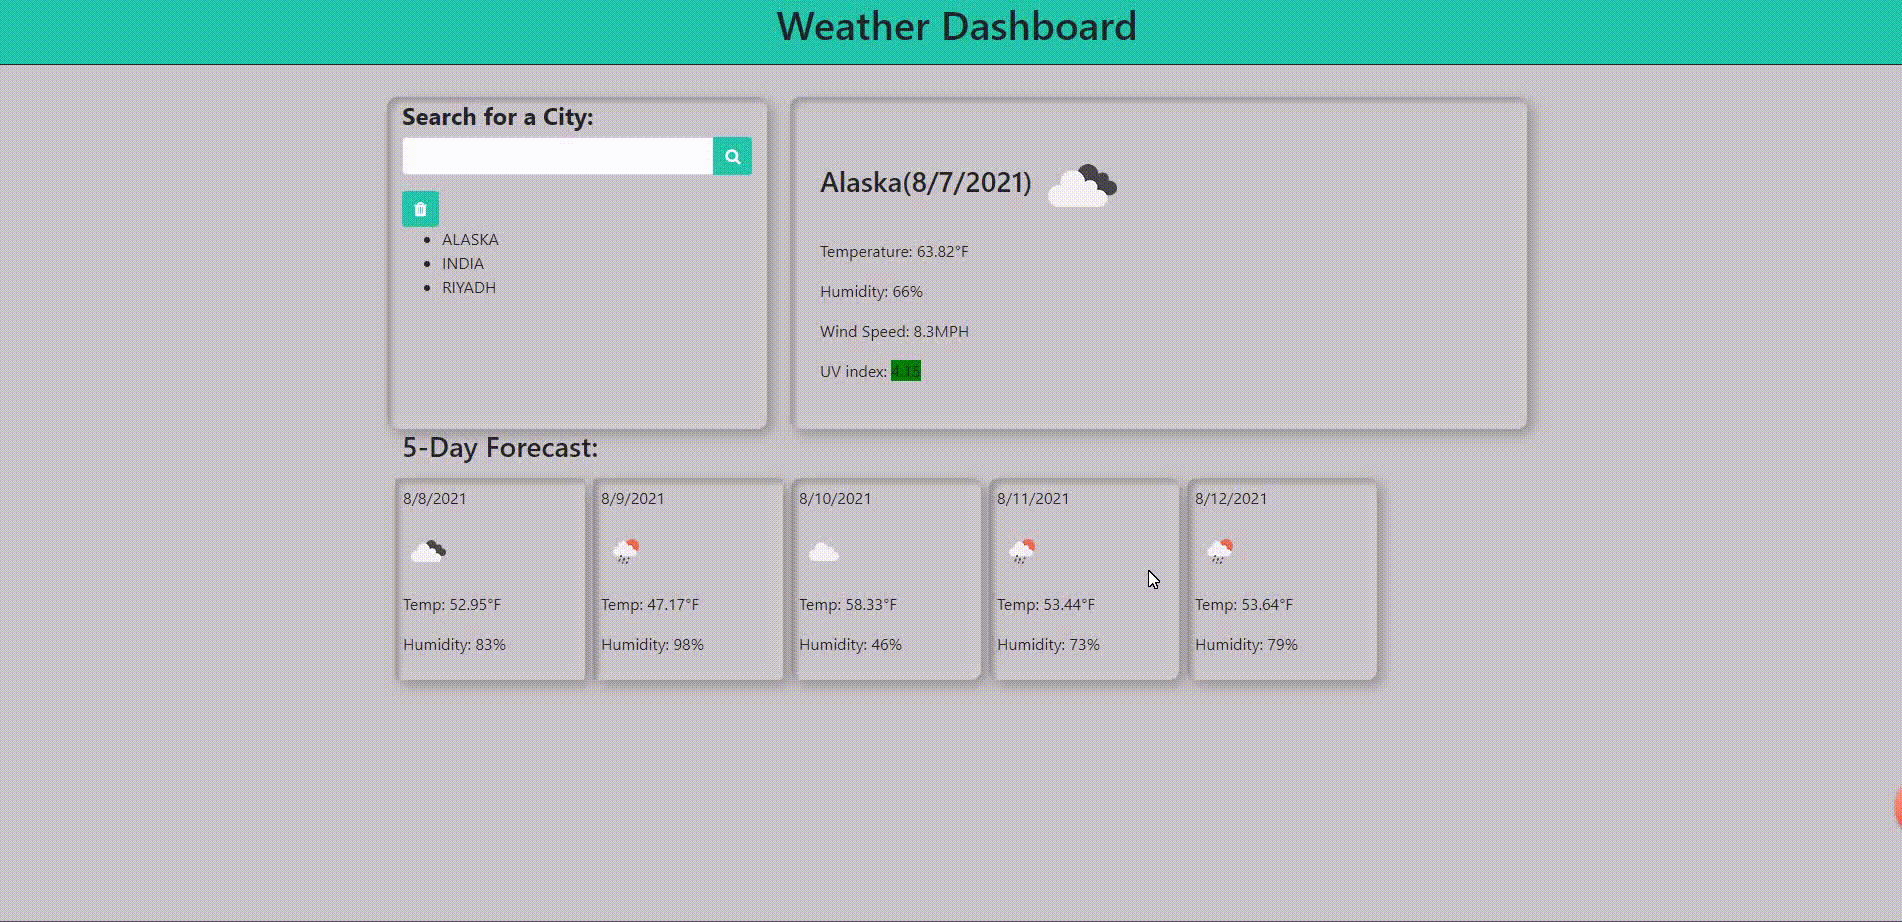 Weather Dashboard
Search for a City:
ALASKA
INDIA
RIYADH
Alaska(8/7/2021)
Temperature: 63.82°F
Humidity: 66%
Wind Speed: 8.3MPH
UV index: 4.15
5-Day Forecast:
8/8/2021
Temp: 52.95°F
Humidity: 83%
8/9/2021
Temp: 47.17°F
Humidity: 98%
8/10/2021
Temp: 58.33°F
Humidity: 46%
8/11/2021
Temp: 53.44°F
Humidity: 73%
8/12/2021
Temp: 53.64°F
Humidity: 79%